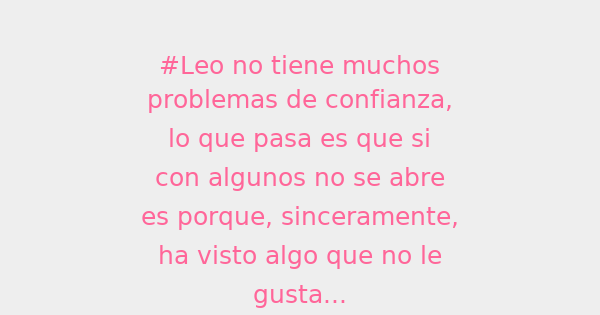 #Leo no tiene muchos
problemas de confianza,
lo que pasa es que si
con algunos no se abre
es porque, sinceramente,
ha visto algo que no le
gusta...